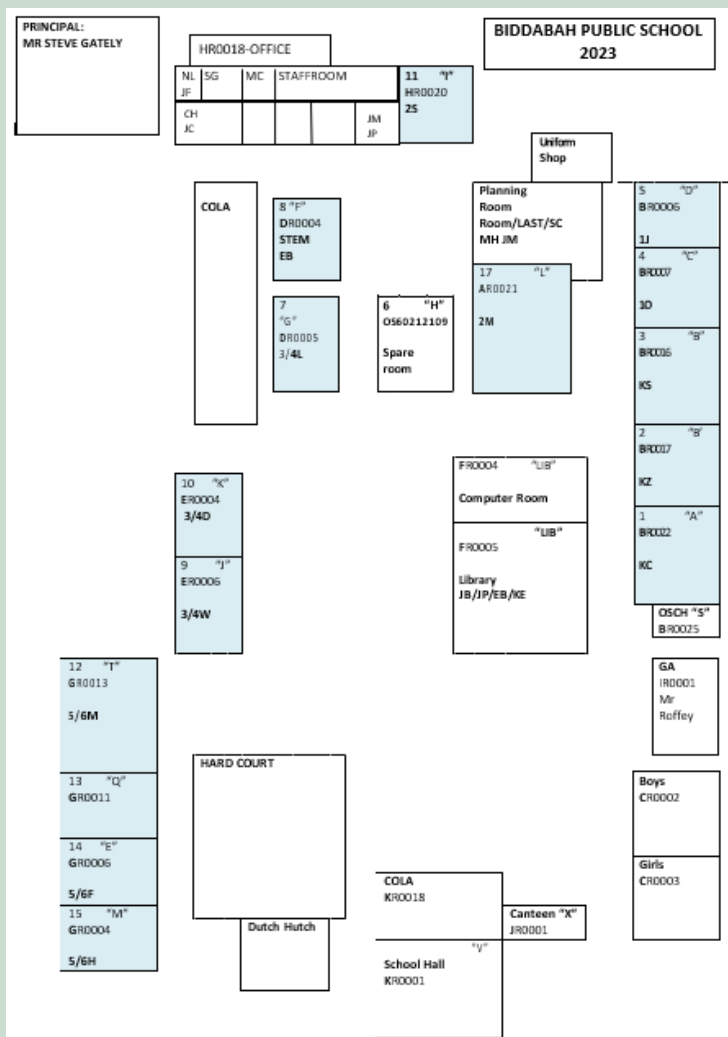 PRINCIPAL:
MR STEVE GATELY
BIDDABAH PUBLIC SCHOOL
2023
HR0018-OFFICE
NL SG MC STAFFROOM
JF
CH
JC
JM
JP
11 "I"
HR0020
2S
Uniform
Shop
COLA
8 "F"
DR0004
STEM
EB
7
"G"
DR0005
3/4L
6 "H"
OS60212109
Spare
room
Planning
Room
Room/LAST/SC
MH JM
17 "L"
AR0021
2M
5 "D"
BR0006
1J
4 "C"
BR0007
1O
3 "B"
BR0016
KS
2 "B"
BR0017
KZ
1 "A"
BR0022
KC
OSCH "S"
BR0025
FR0004 "LIB"
Computer Room
"LIB"
FR0005
Library
JB/JP/EB/KE
10 "K"
ER0004
3/4D
9 "J"
ER0006
3/4W
12 "T"
GR0013
5/6M
13 "Q"
GR0011
14 "E"
GR0006
5/6F
15 "M"
GR0004
5/6H
HARD COURT
Dutch Hutch
GA
IR0001
Mr
Roffey
Boys
CR0002
Girls
CR0003
COLA
KR0018
Canteen "X"
JR0001
"V"
School Hall
KR0001